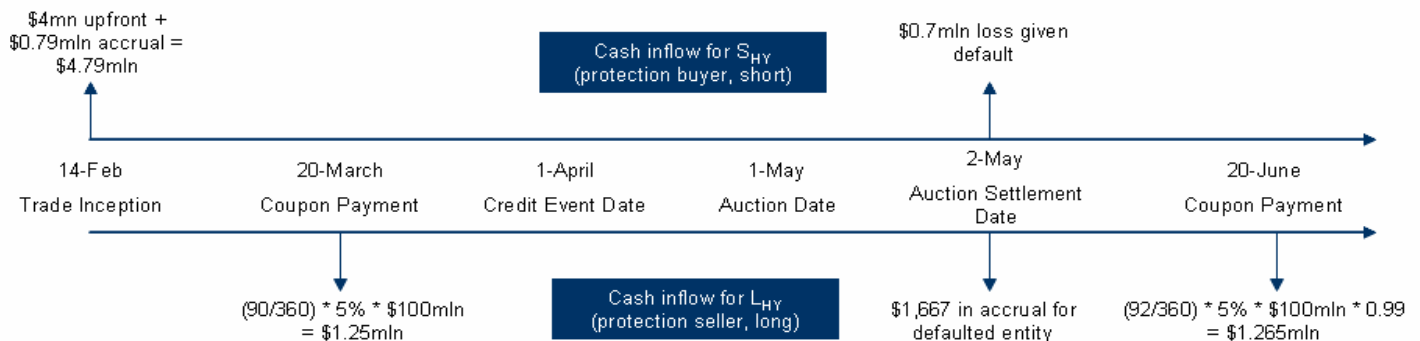 $4mn upfront +
$0.79mln accrual =
$4.79mln
Cash inflow for SHY
(protection buyer, short)
$0.7mln loss given
default
14-Feb
Trade Inception
20-March
Coupon Payment
1-April
Credit Event Date
1-May
Auction Date
2-May
Auction Settlement
Date
20-June
Coupon Payment
(90/360) * 5% * $100mln
= $1.25mln
Cash inflow for LHY
(protection seller, long)
$1,667 in accrual for
defaulted entity
(92/360) * 5% * $100mln * 0.99
= $1.265mln